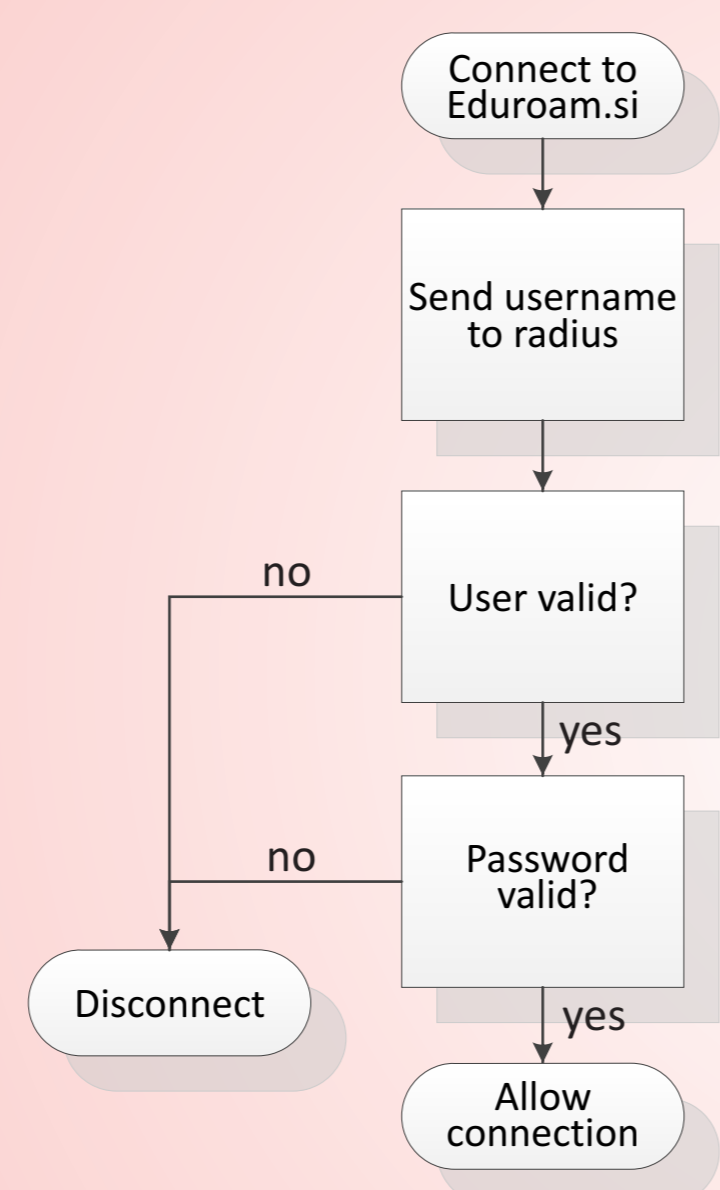 Connect to
Eduroam.si
Send username
to radius
no
User valid?
yes
no
Password
valid?
Disconnect
yes
Allow
connection